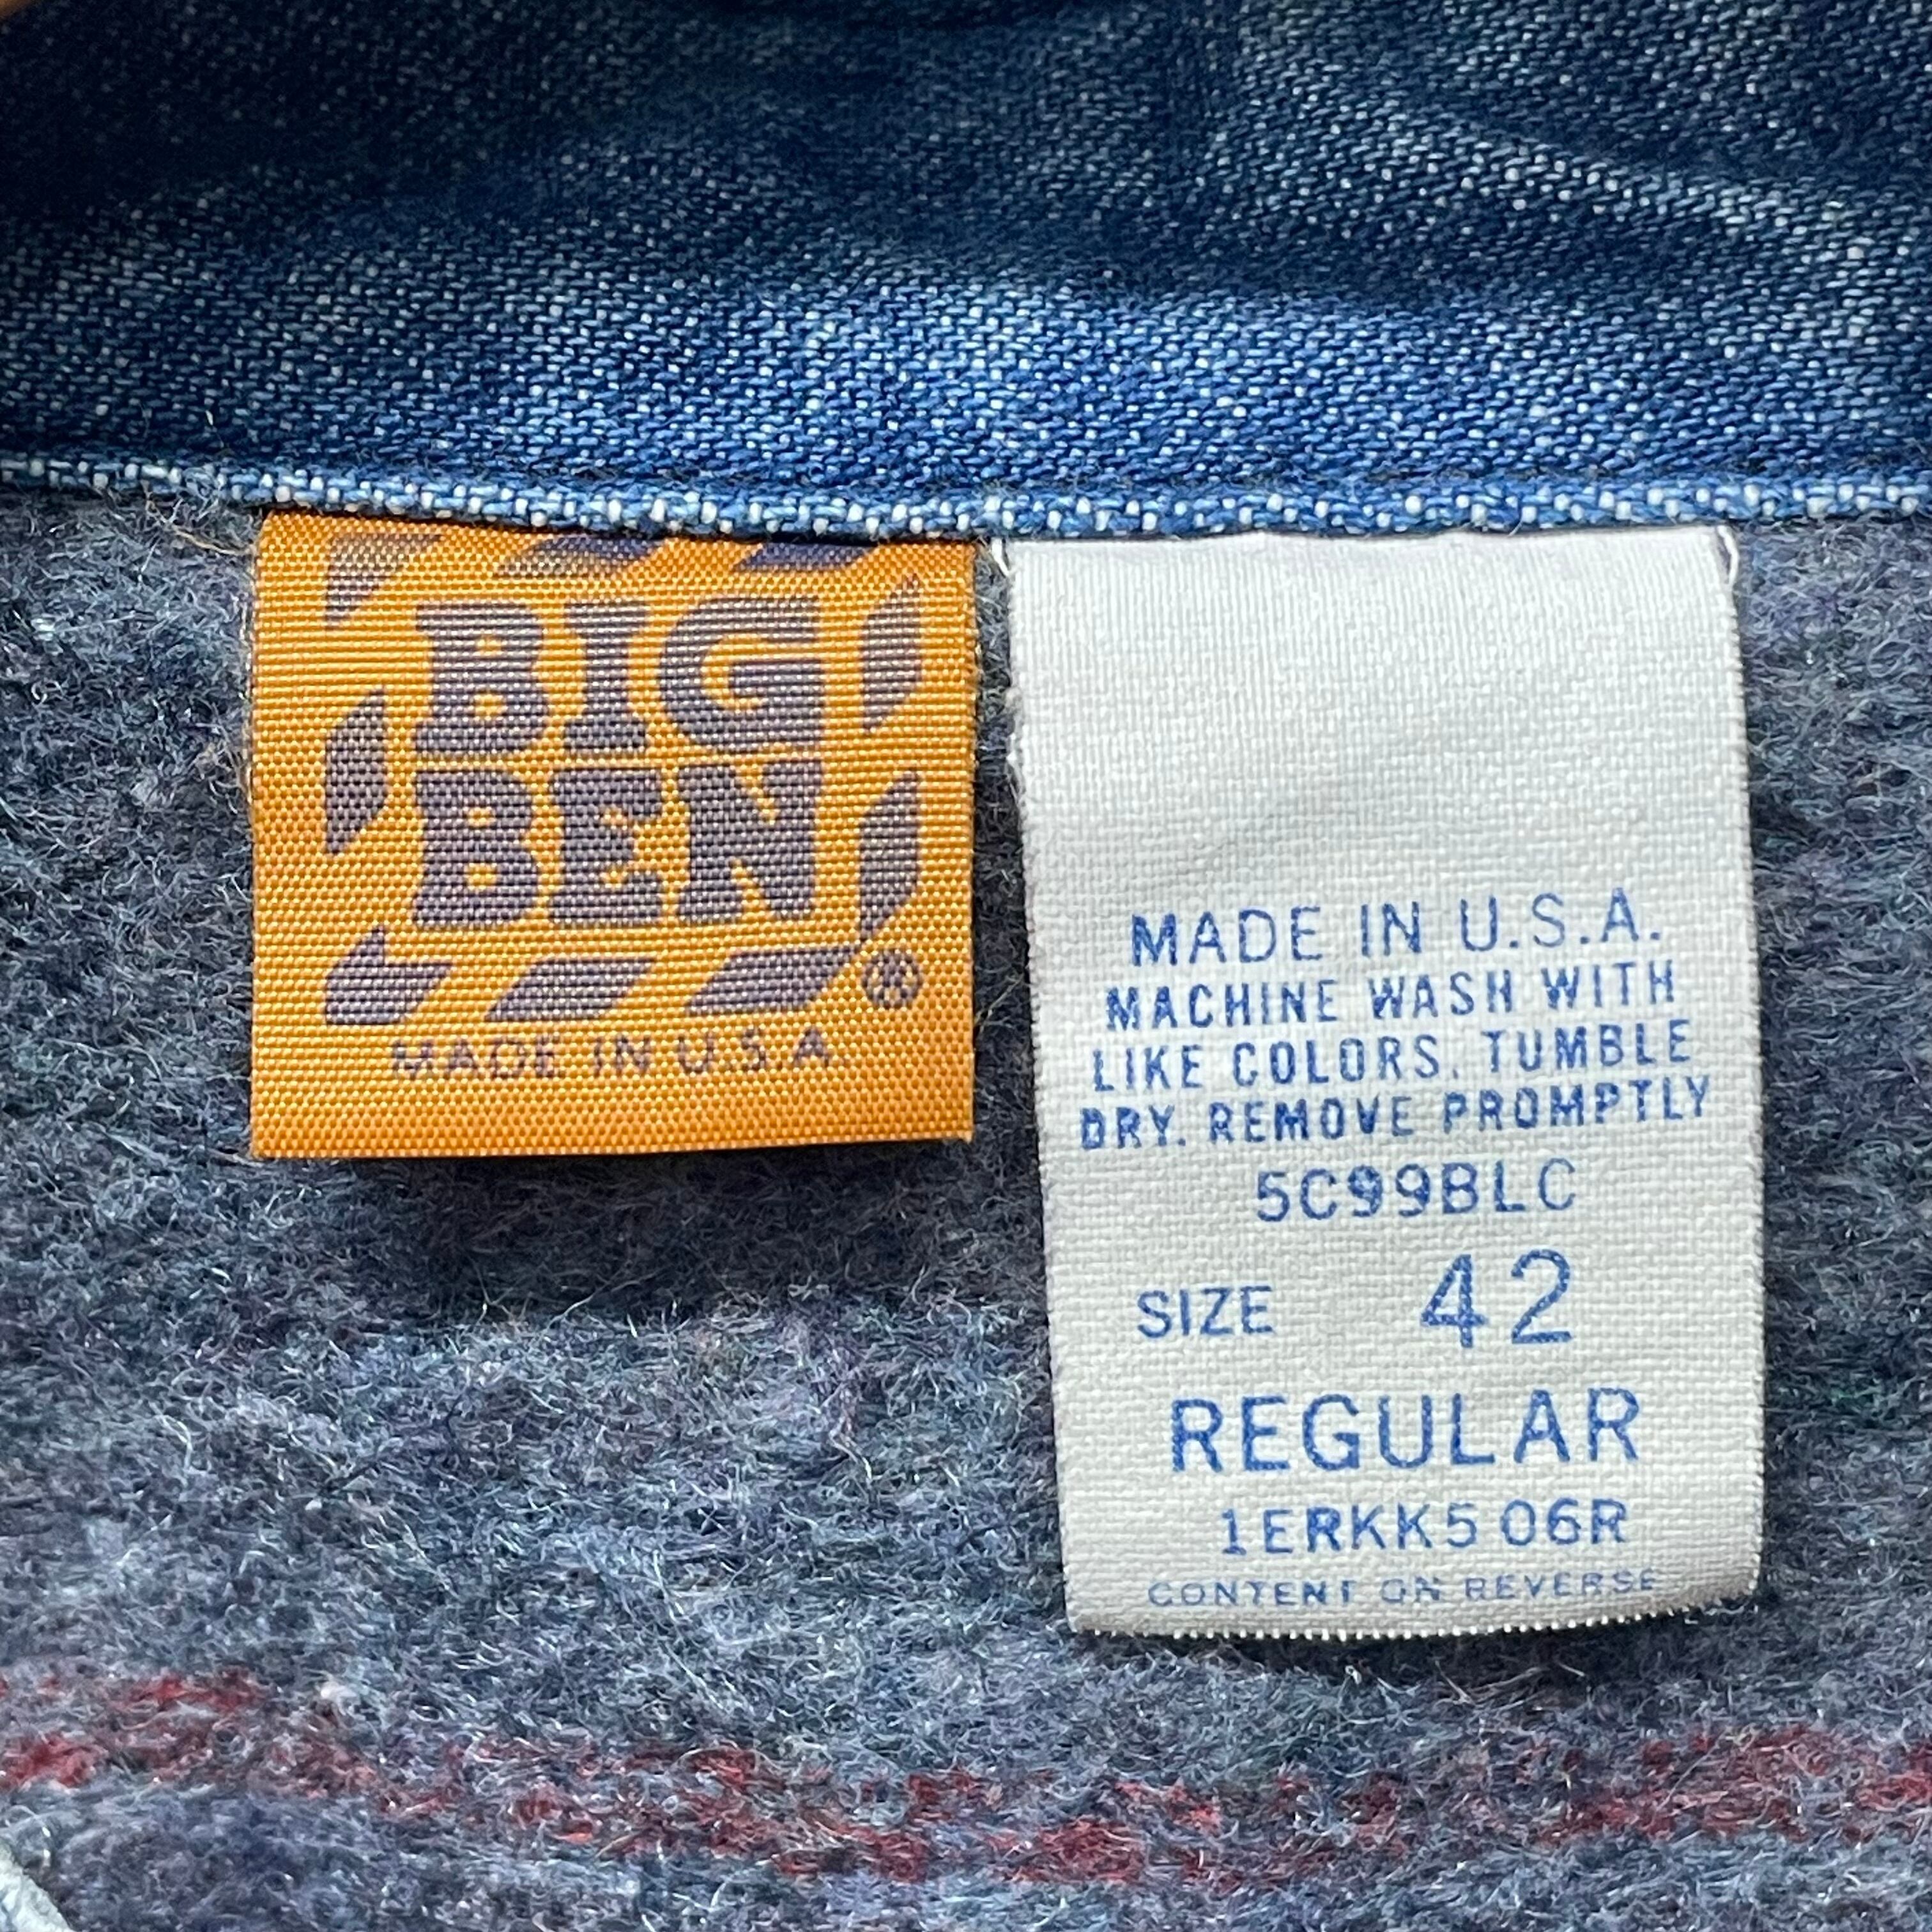 BIG
BEN
®
MADE IN U.S.A
MADE IN U.S.A.
MACHINE WASH WITH
LIKE COLORS. TUMBLE
DRY. REMOVE PROMPTLY
5C99BLC
SIZE 42
REGULAR
1ERKK5 06R
CONTENT ON REVERSE